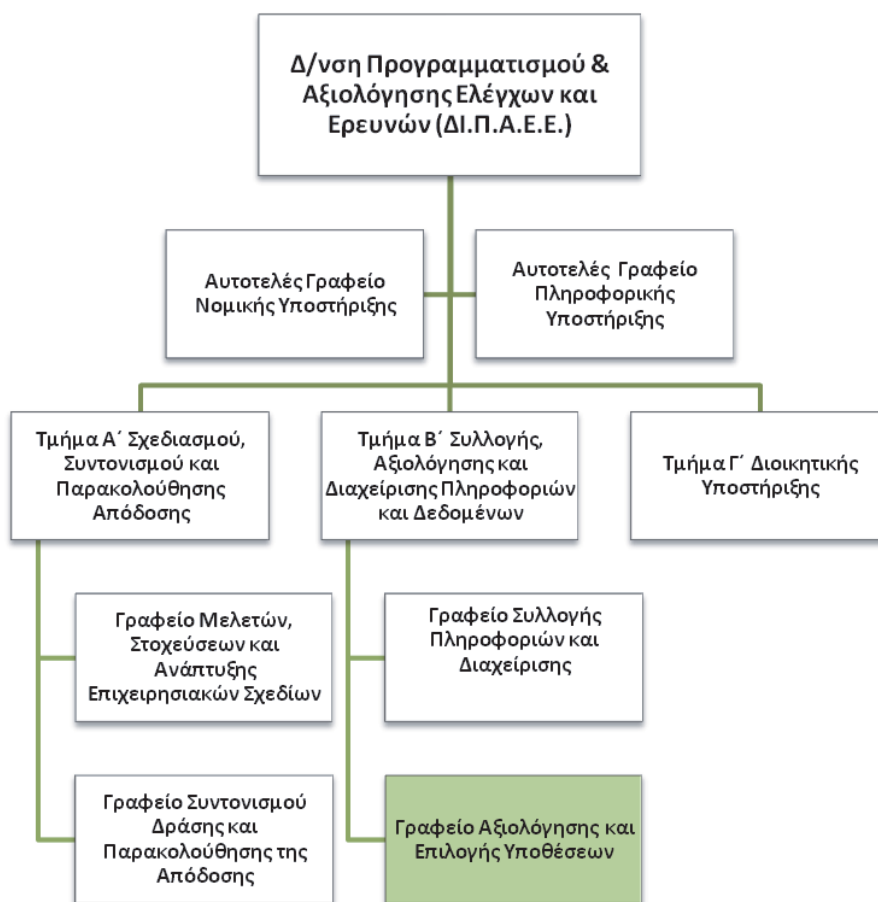 Δ/νση Προγραμματισμού &
Αξιολόγησης Ελέγχων και
Ερευνών (ΔΙ.Π.Α.Ε.Ε.)
Αυτοτελές Γραφείο
Νομικής Υποστήριξης
Αυτοτελές Γραφείο
Πληροφορικής
Υποστήριξης
Τμήμα Α΄ Σχεδιασμού,
Συντονισμού και
Παρακολούθησης
Απόδοσης
Τμήμα Β΄ Συλλογής,
Αξιολόγησης και
Διαχείρισης Πληροφοριών
και Δεδομένων
Τμήμα Γ΄ Διοικητικής
Υποστήριξης
Γραφείο Μελετών,
Στοχεύσεων και
Ανάπτυξης
Επιχειρησιακών Σχεδίων
Γραφείο Συλλογής
Πληροφοριών και
Διαχείρισης
Γραφείο Συντονισμού
Δράσης και
Παρακολούθησης της
Απόδοσης
Γραφείο Αξιολόγησης και
Επιλογής Υποθέσεων